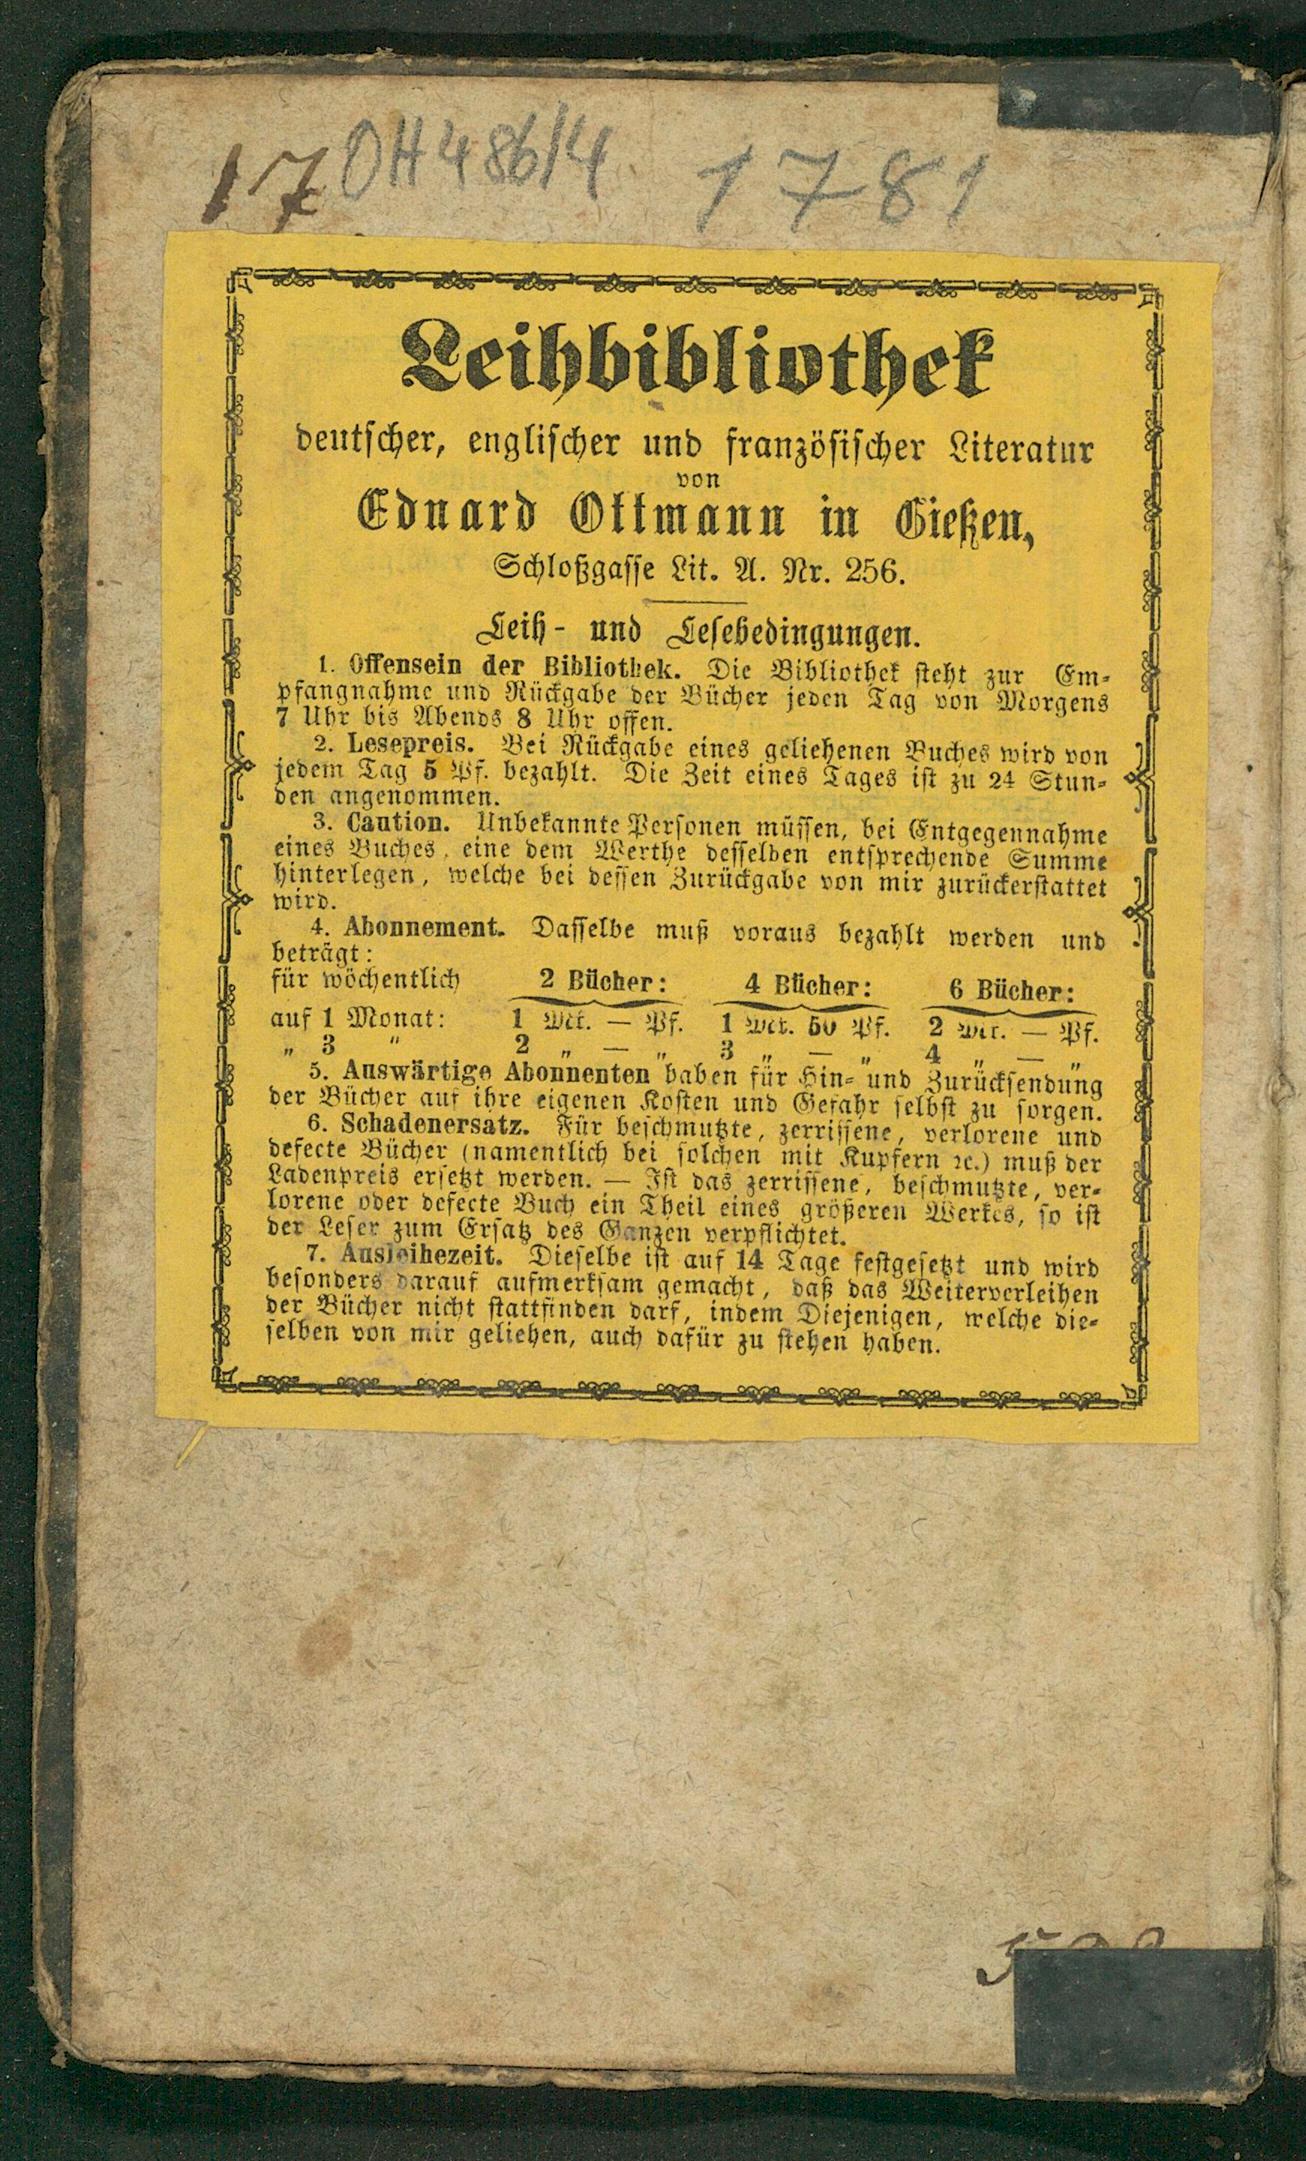 17 OH 486/4 1781
Leihbibliothek
deutscher, englischer und französischer Literatur
von
Eduard Ottmann in Gießen,
Schloßgasse Lit. A. Nr. 256.
Leih- und Lesebedingungen.
1. Offensein der Bibliothek. Die Bibliothek steht zur Em-
pfangnahme und Rückgabe der Bücher jeden Tag von Morgens
7 Uhr bis Abends 8 Uhr offen.
2. Lesepreis. Bei Rückgabe eines geliehenen Buches wird von
jedem Tag 5 Pf. bezahlt. Die Zeit eines Tages ist zu 24 Stun-
den angenommen.
3. Caution. Unbekannte Personen müssen, bei Entgegennahme
eines Buches, eine dem Werthe desselben entsprechende Summe
hinterlegen, welche bei dessen Zurückgabe von mir zurückerstattet
wird.
4. Abonnement. Dasselbe muß voraus bezahlt werden und
beträgt:
für wöchentlich 2 Bücher: 4 Bücher: 6 Bücher:
auf 1 Monat: 1 Mk. — Pf. 1 Mk. 50 Pf. 2 Mk. — Pf.
„ 3 „ 2 „ — „ 3 „ — „ 4 „ — „
5. Auswärtige Abonnenten haben für Hin- und Zurücksendung
der Bücher auf ihre eigenen Kosten und Gefahr selbst zu sorgen.
6. Schadenersatz. Für beschmutzte, zerrissene, verlorene und
defecte Bücher (namentlich bei solchen mit Kupfern ꝛc.) muß der
Ladenpreis ersetzt werden. — Ist das zerrissene, beschmutzte, ver-
lorene oder defecte Buch ein Theil eines größeren Werkes, so ist
der Leser zum Ersatz des Ganzen verpflichtet.
7. Ausleihezeit. Dieselbe ist auf 14 Tage festgesetzt und wird
besonders darauf aufmerksam gemacht, daß das Weiterverleihen
der Bücher nicht stattfinden darf, indem Diejenigen, welche die-
selben von mir geliehen, auch dafür zu stehen haben.